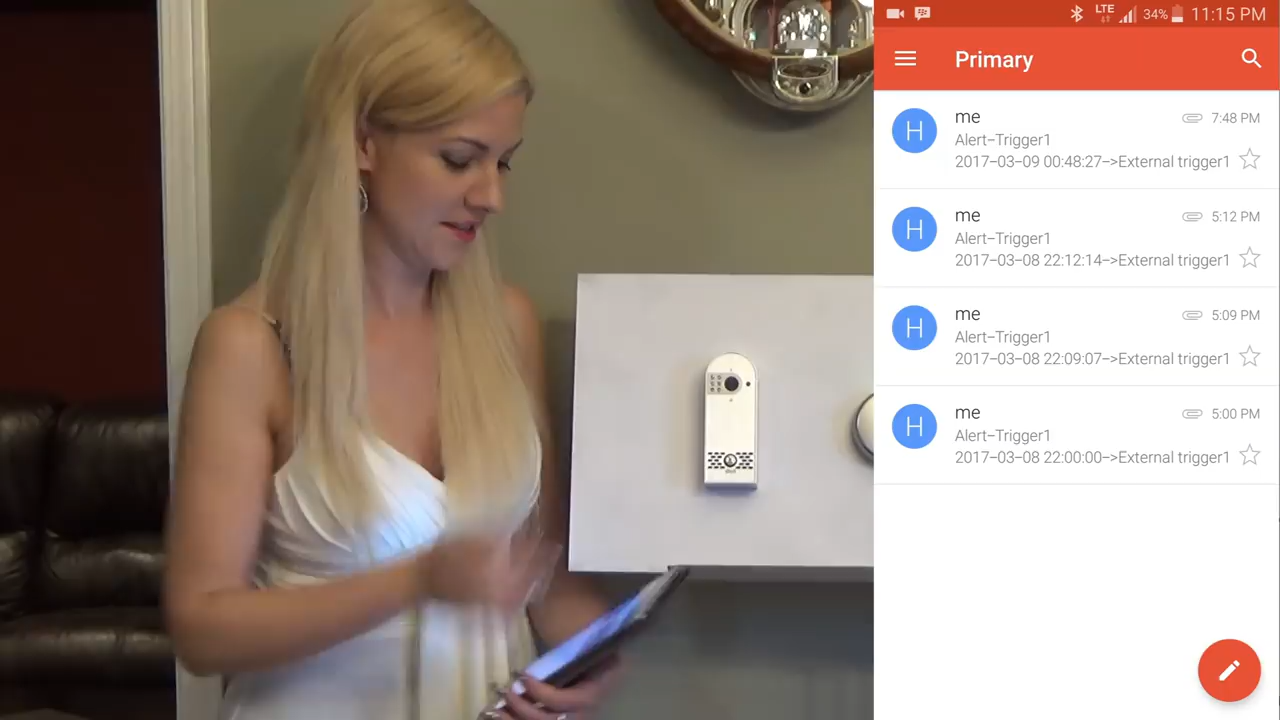 LTE 34% 11:15 PM
Primary
H me 7:48 PM
Alert-Trigger1
2017-03-09 00:48:27->External trigger1
H me 5:12 PM
Alert-Trigger1
2017-03-08 22:12:14->External trigger1
H me 5:09 PM
Alert-Trigger1
2017-03-08 22:09:07->External trigger1
H me 5:00 PM
Alert-Trigger1
2017-03-08 22:00:00->External trigger1